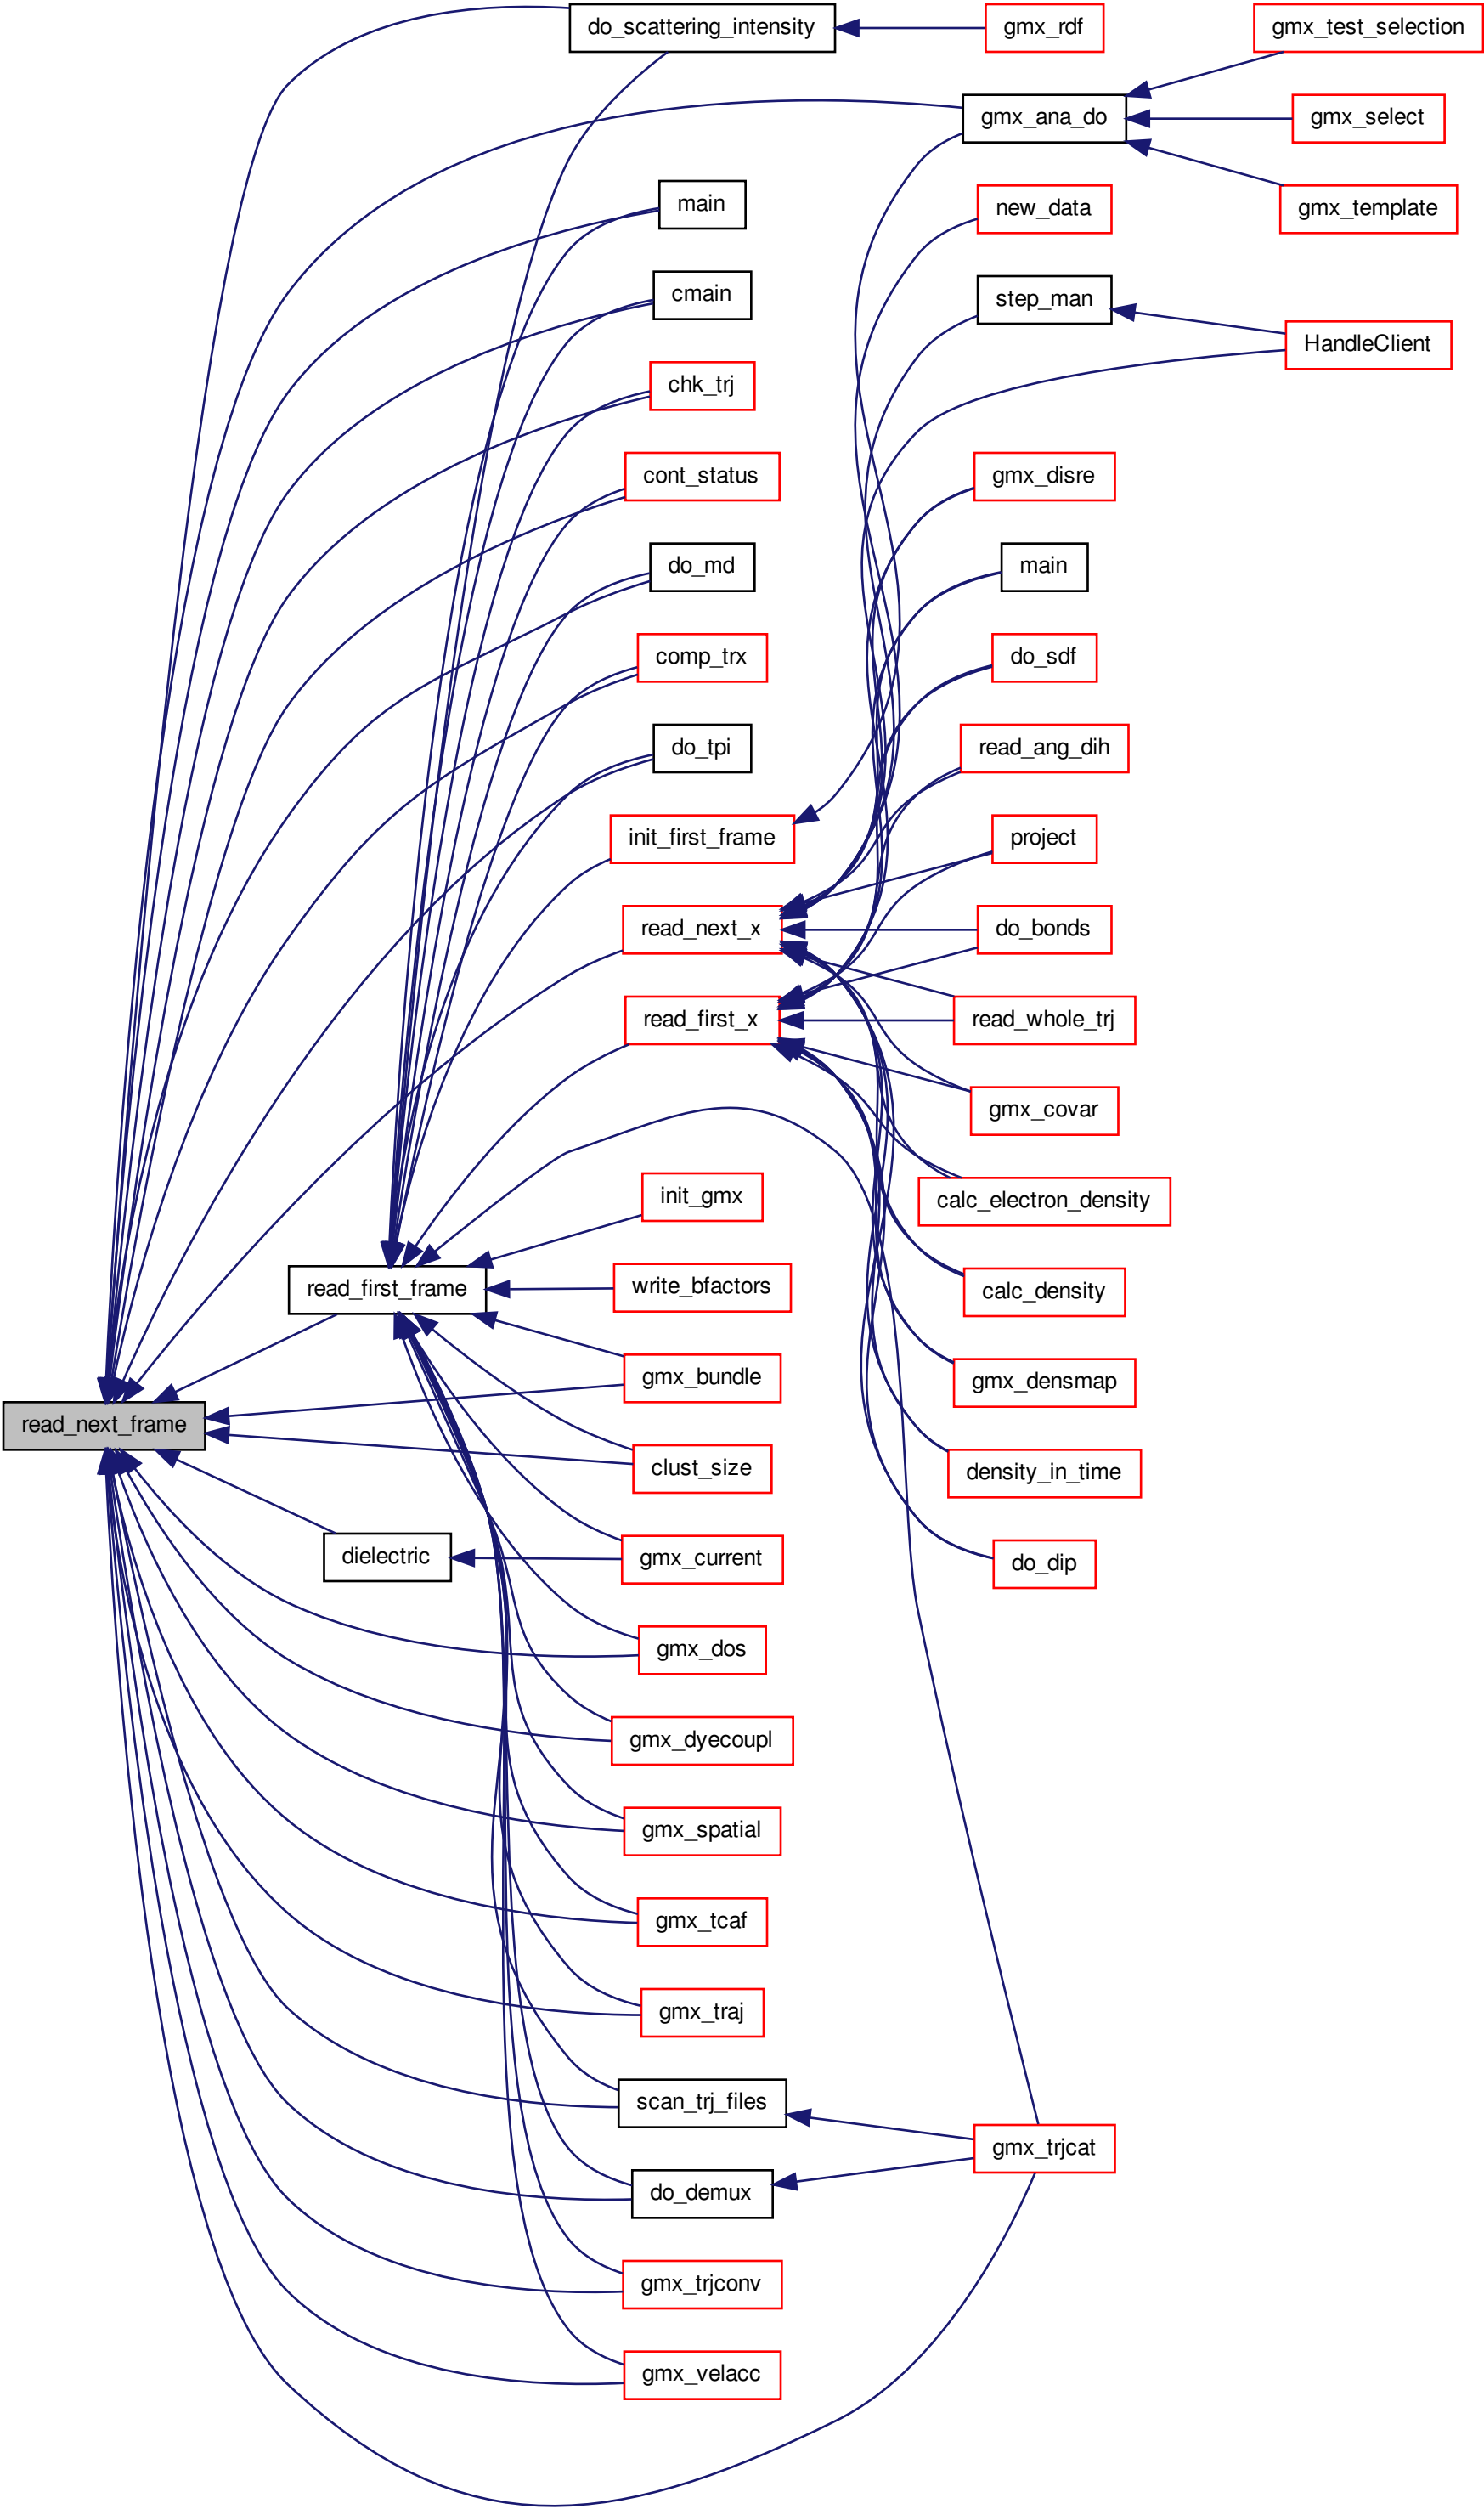 do_scattering_intensity
gmx_rdf
gmx_test_selection
gmx_ana_do
gmx_select
main
new_data
gmx_template
cmain
step_man
HandleClient
chk_trj
cont_status
gmx_disre
do_md
main
comp_trx
do_sdf
do_tpi
read_ang_dih
init_first_frame
project
read_next_x
do_bonds
read_first_x
read_whole_trj
gmx_covar
init_gmx
calc_electron_density
read_first_frame
write_bfactors
calc_density
gmx_bundle
gmx_densmap
read_next_frame
clust_size
density_in_time
dielectric
gmx_current
do_dip
gmx_dos
gmx_dyecoupl
gmx_spatial
gmx_tcaf
gmx_traj
scan_trj_files
gmx_trjcat
do_demux
gmx_trjconv
gmx_velacc